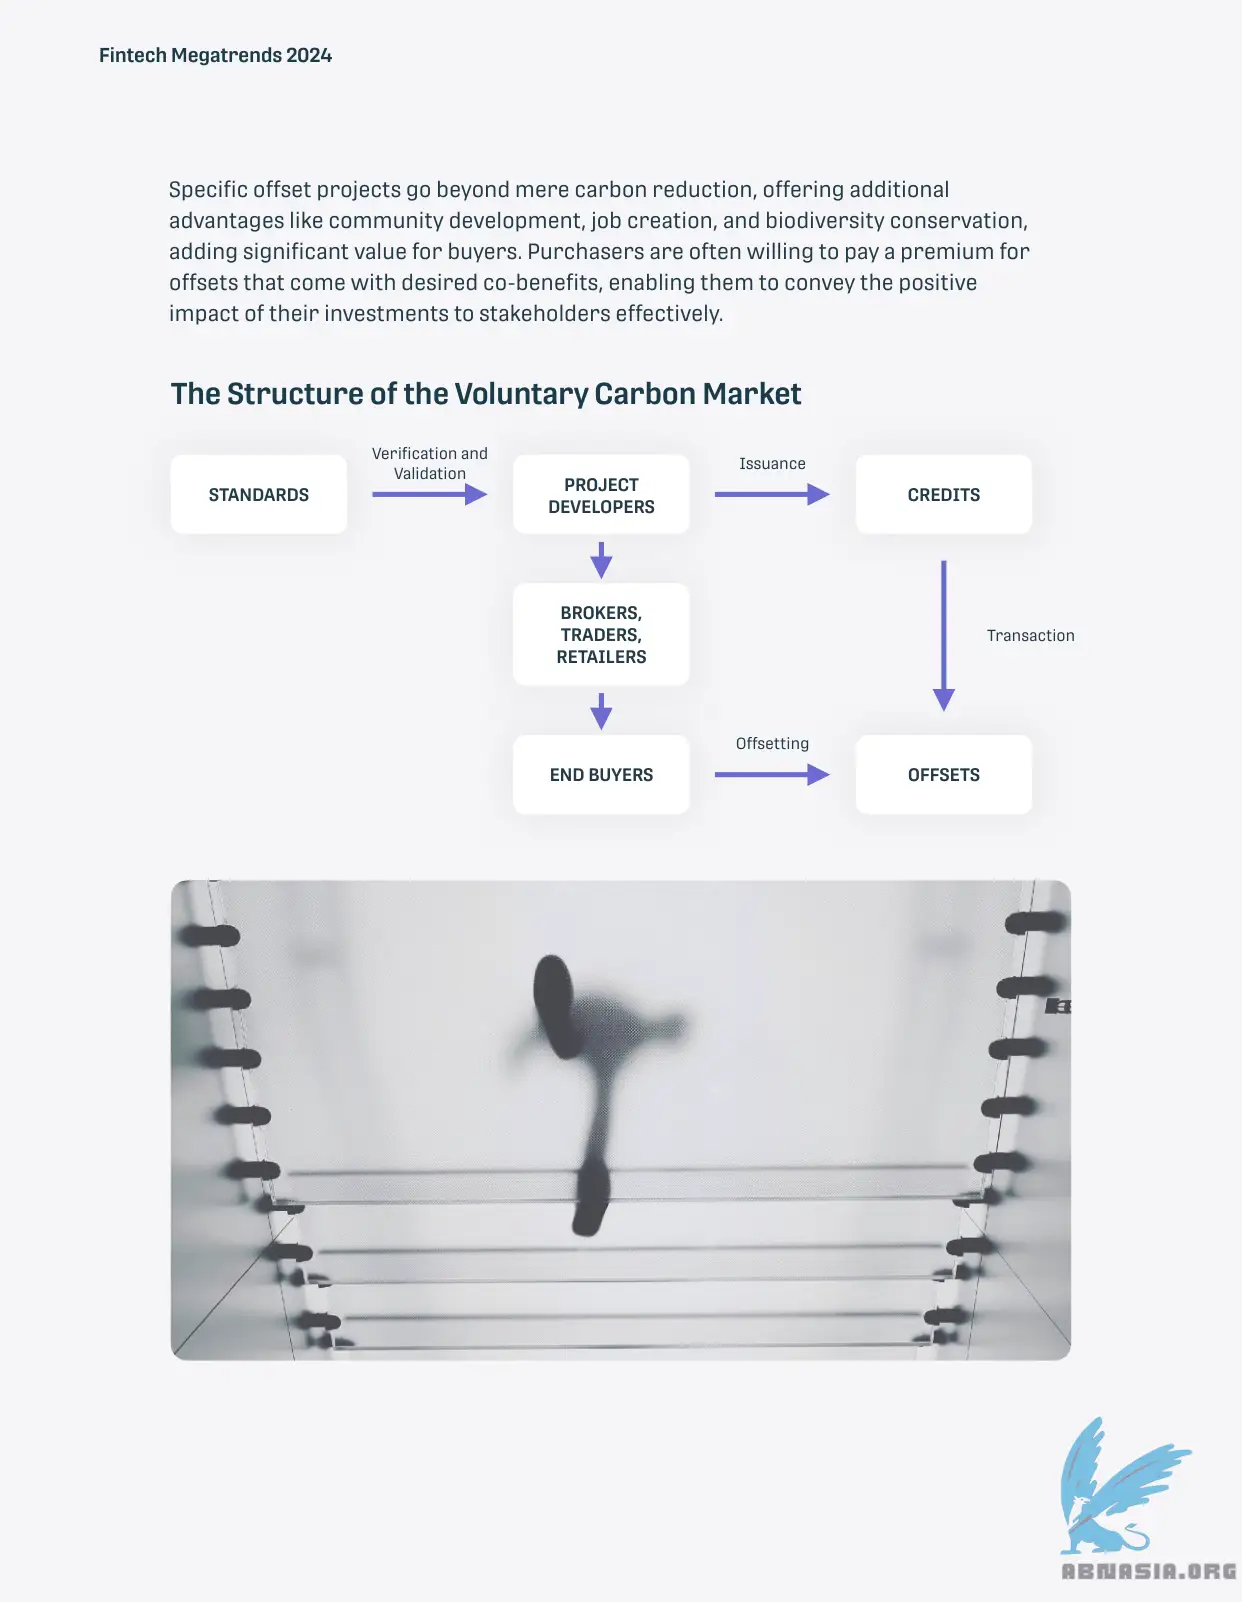 Fintech Megatrends 2024
Specific offset projects go beyond mere carbon reduction, offering additional
advantages like community development, job creation, and biodiversity conservation,
adding significant value for buyers. Purchasers are often willing to pay a premium for
offsets that come with desired co-benefits, enabling them to convey the positive
impact of their investments to stakeholders effectively.
The Structure of the Voluntary Carbon Market
STANDARDS
Verification and
Validation
PROJECT
DEVELOPERS
Issuance
CREDITS
BROKERS,
TRADERS,
RETAILERS
Transaction
END BUYERS
Offsetting
OFFSETS
ABNASIA.ORG